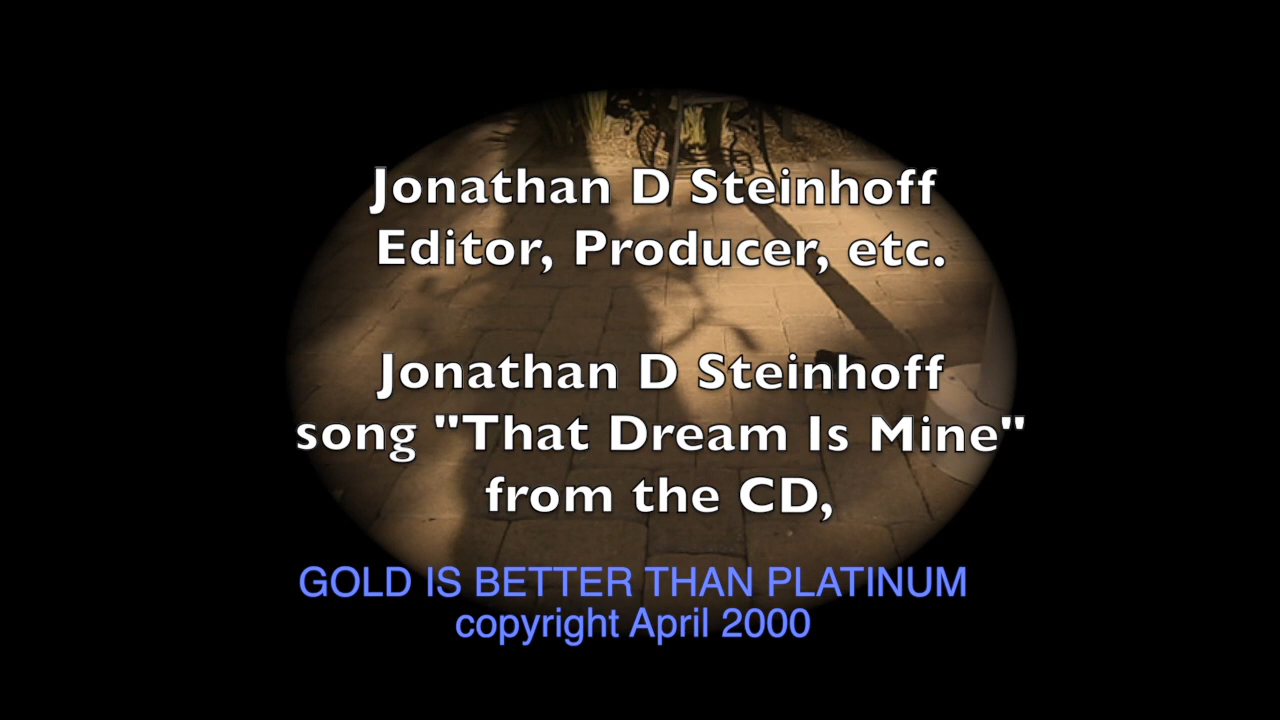 Jonathan D Steinhoff
Editor, Producer, etc.
Jonathan D Steinhoff
song "That Dream Is Mine"
from the CD,
GOLD IS BETTER THAN PLATINUM
copyright April 2000